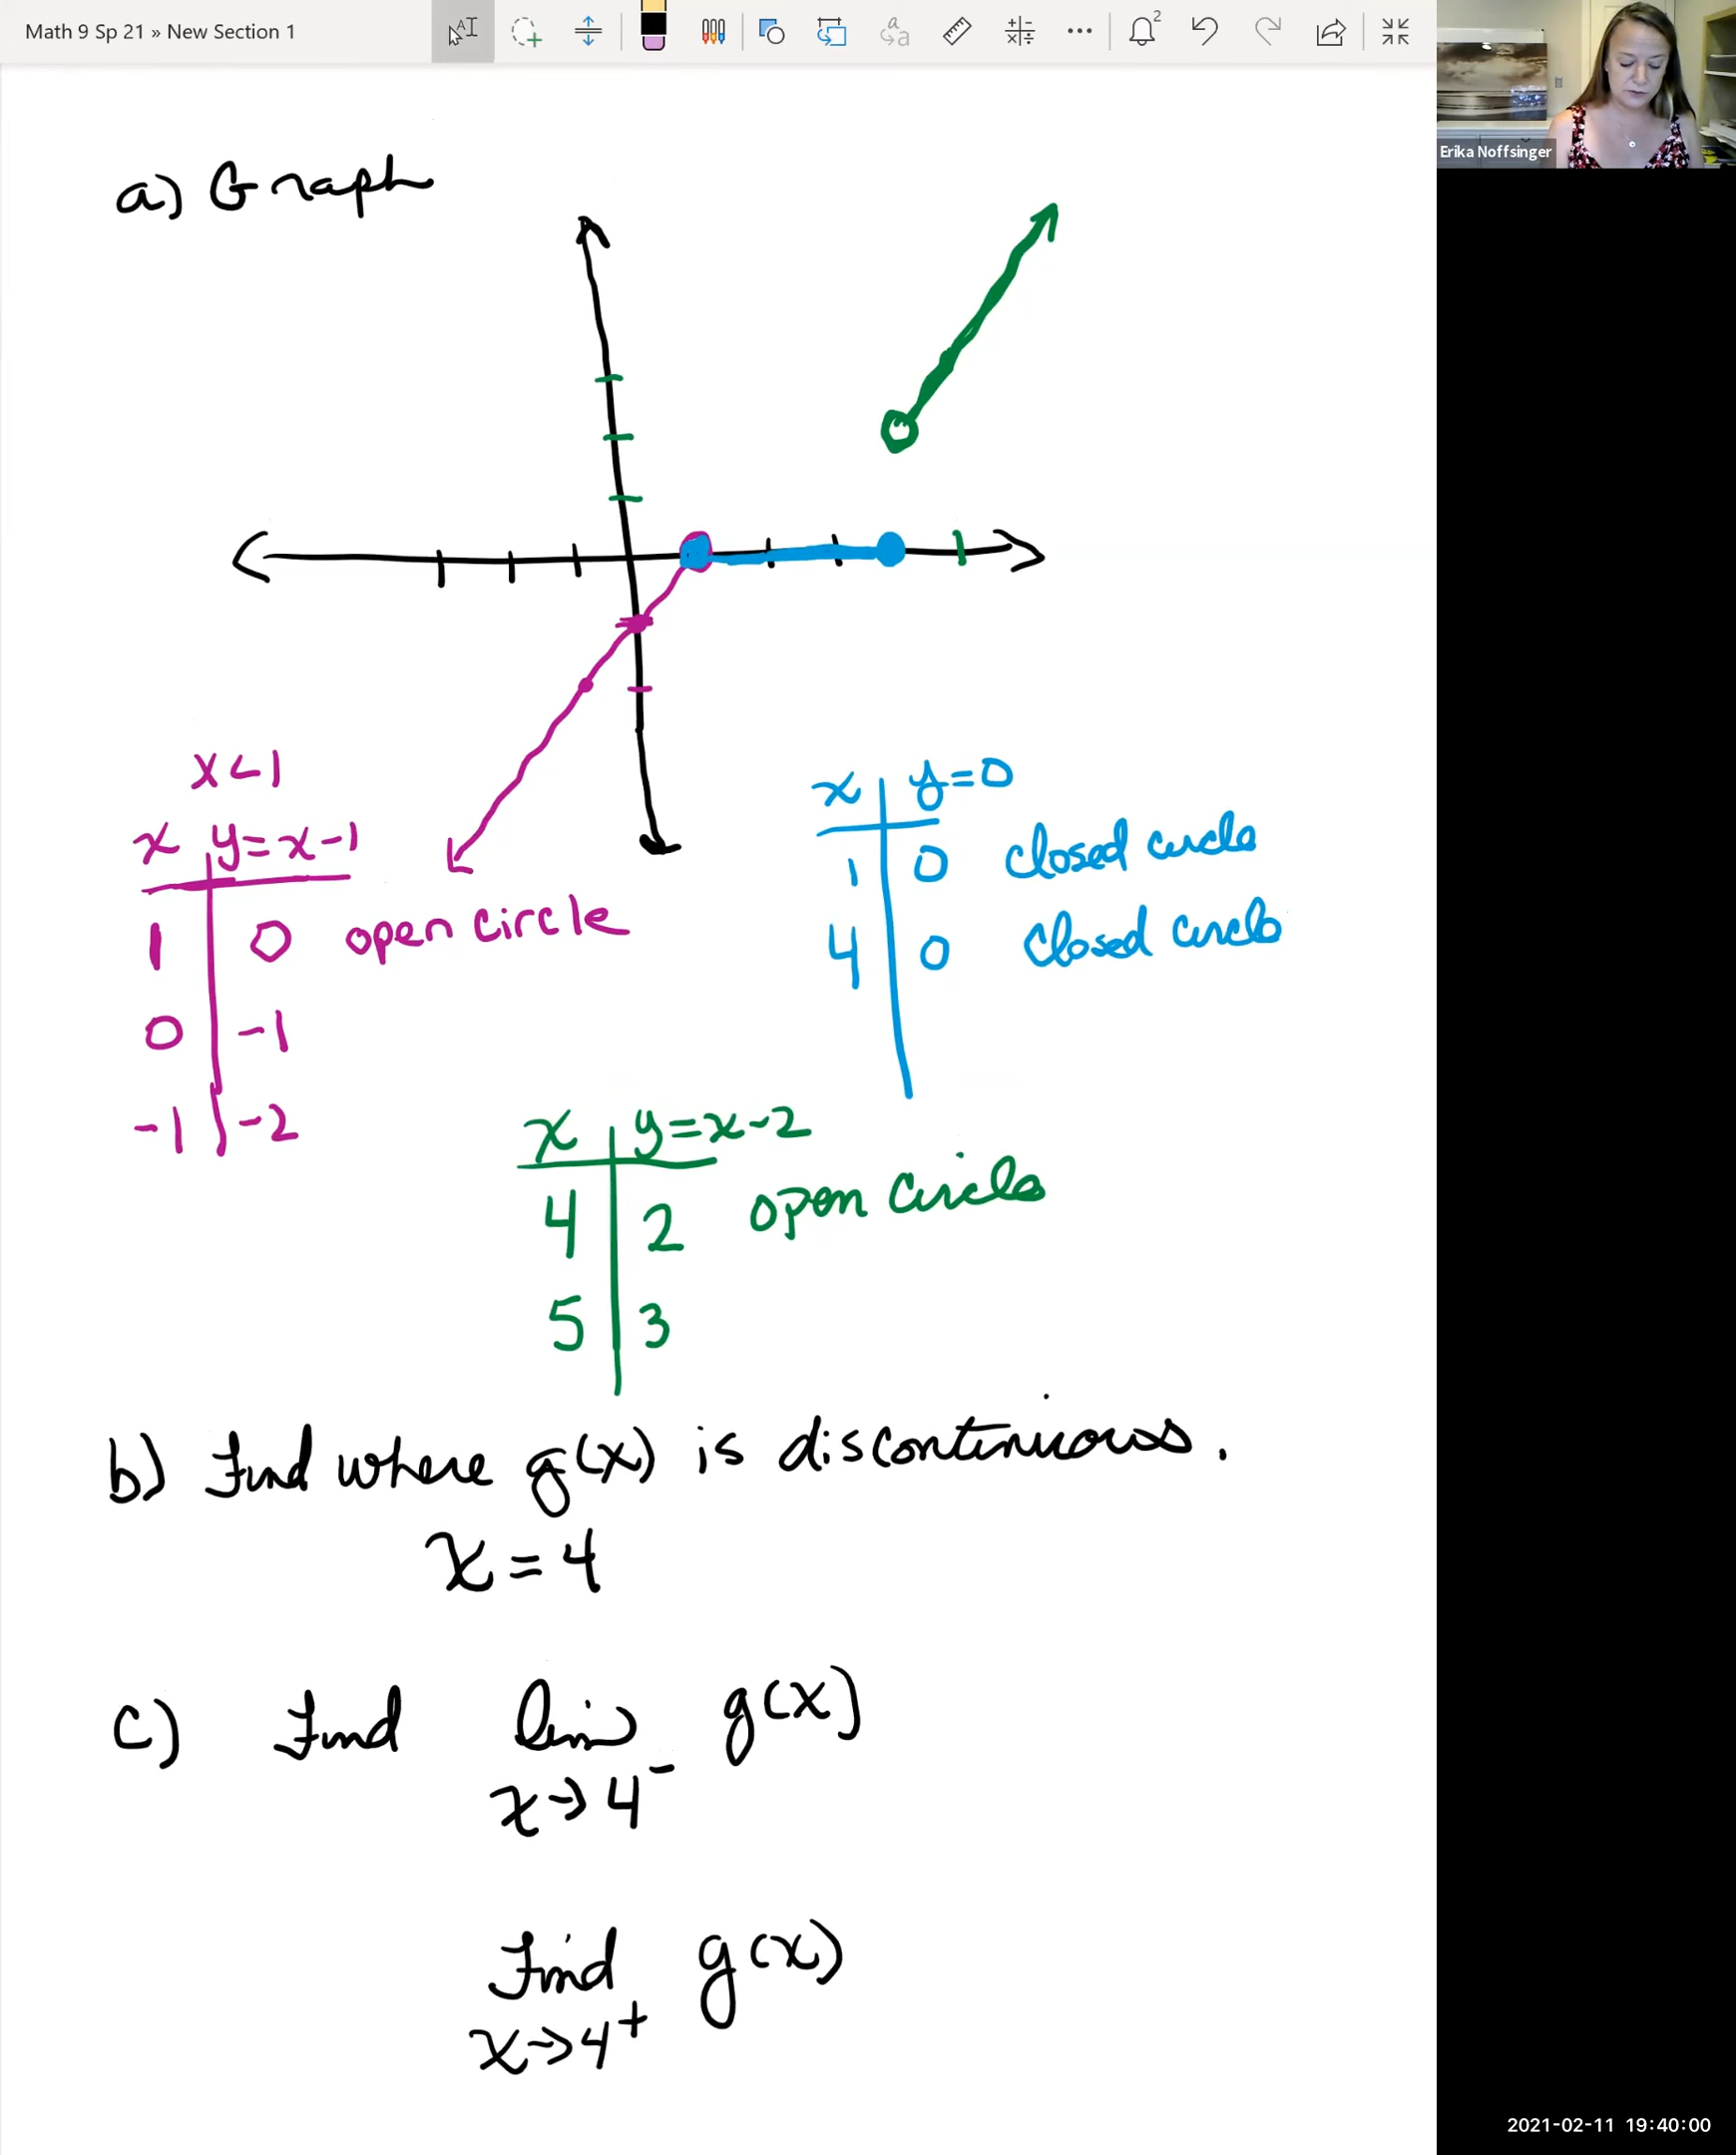 Math 9 Sp 21 » New Section 1
2
Erika Noffsinger
a) Graph
x<1
x y=x-1
1 0 open circle
0 -1
-1 -2
x y=0
1 0 closed circle
4 0 closed circle
x y=x-2
4 2 open circle
5 3
b) Find where g(x) is discontinuous.
x=4
c) Find lim g(x)
x→4⁻
Find g(x)
x→4⁺
2021-02-11 19:40:00